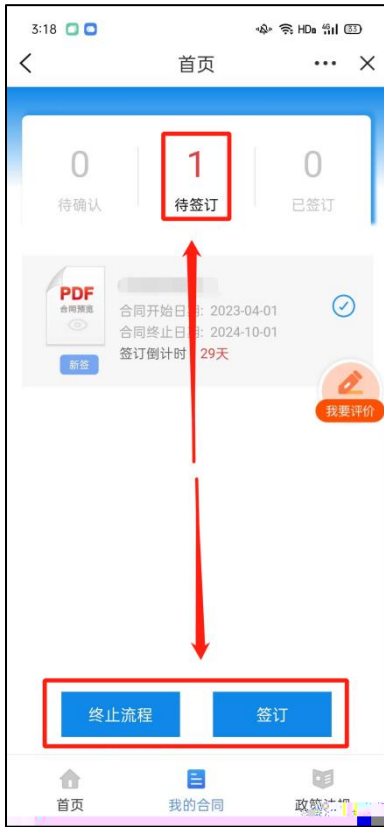 3:18 HD 4G 33
首页
0 1 0
待确认 待签订 已签订
PDF
合同预览
新签
合同开始日期: 2023-04-01
合同终止日期: 2024-10-01
签订倒计时 29天
我要评价
终止流程 签订
首页 我的合同 政策法规